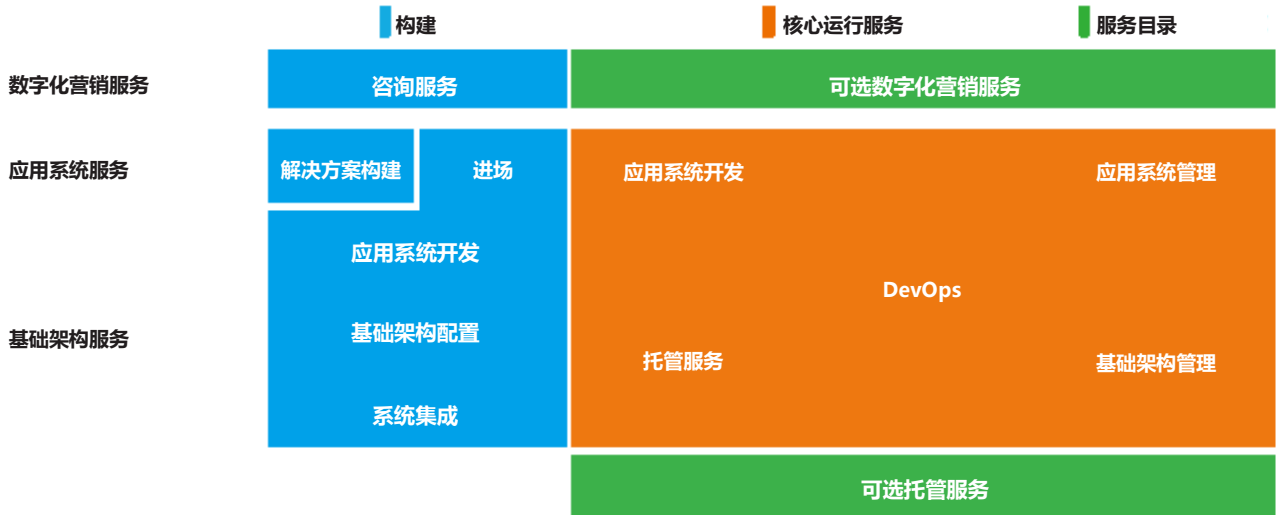 构建
核心运行服务
服务目录
数字化营销服务
咨询服务
可选数字化营销服务
应用系统服务
解决方案构建
进场
应用系统开发
应用系统管理
应用系统开发
DevOps
基础架构服务
基础架构配置
托管服务
基础架构管理
系统集成
可选托管服务